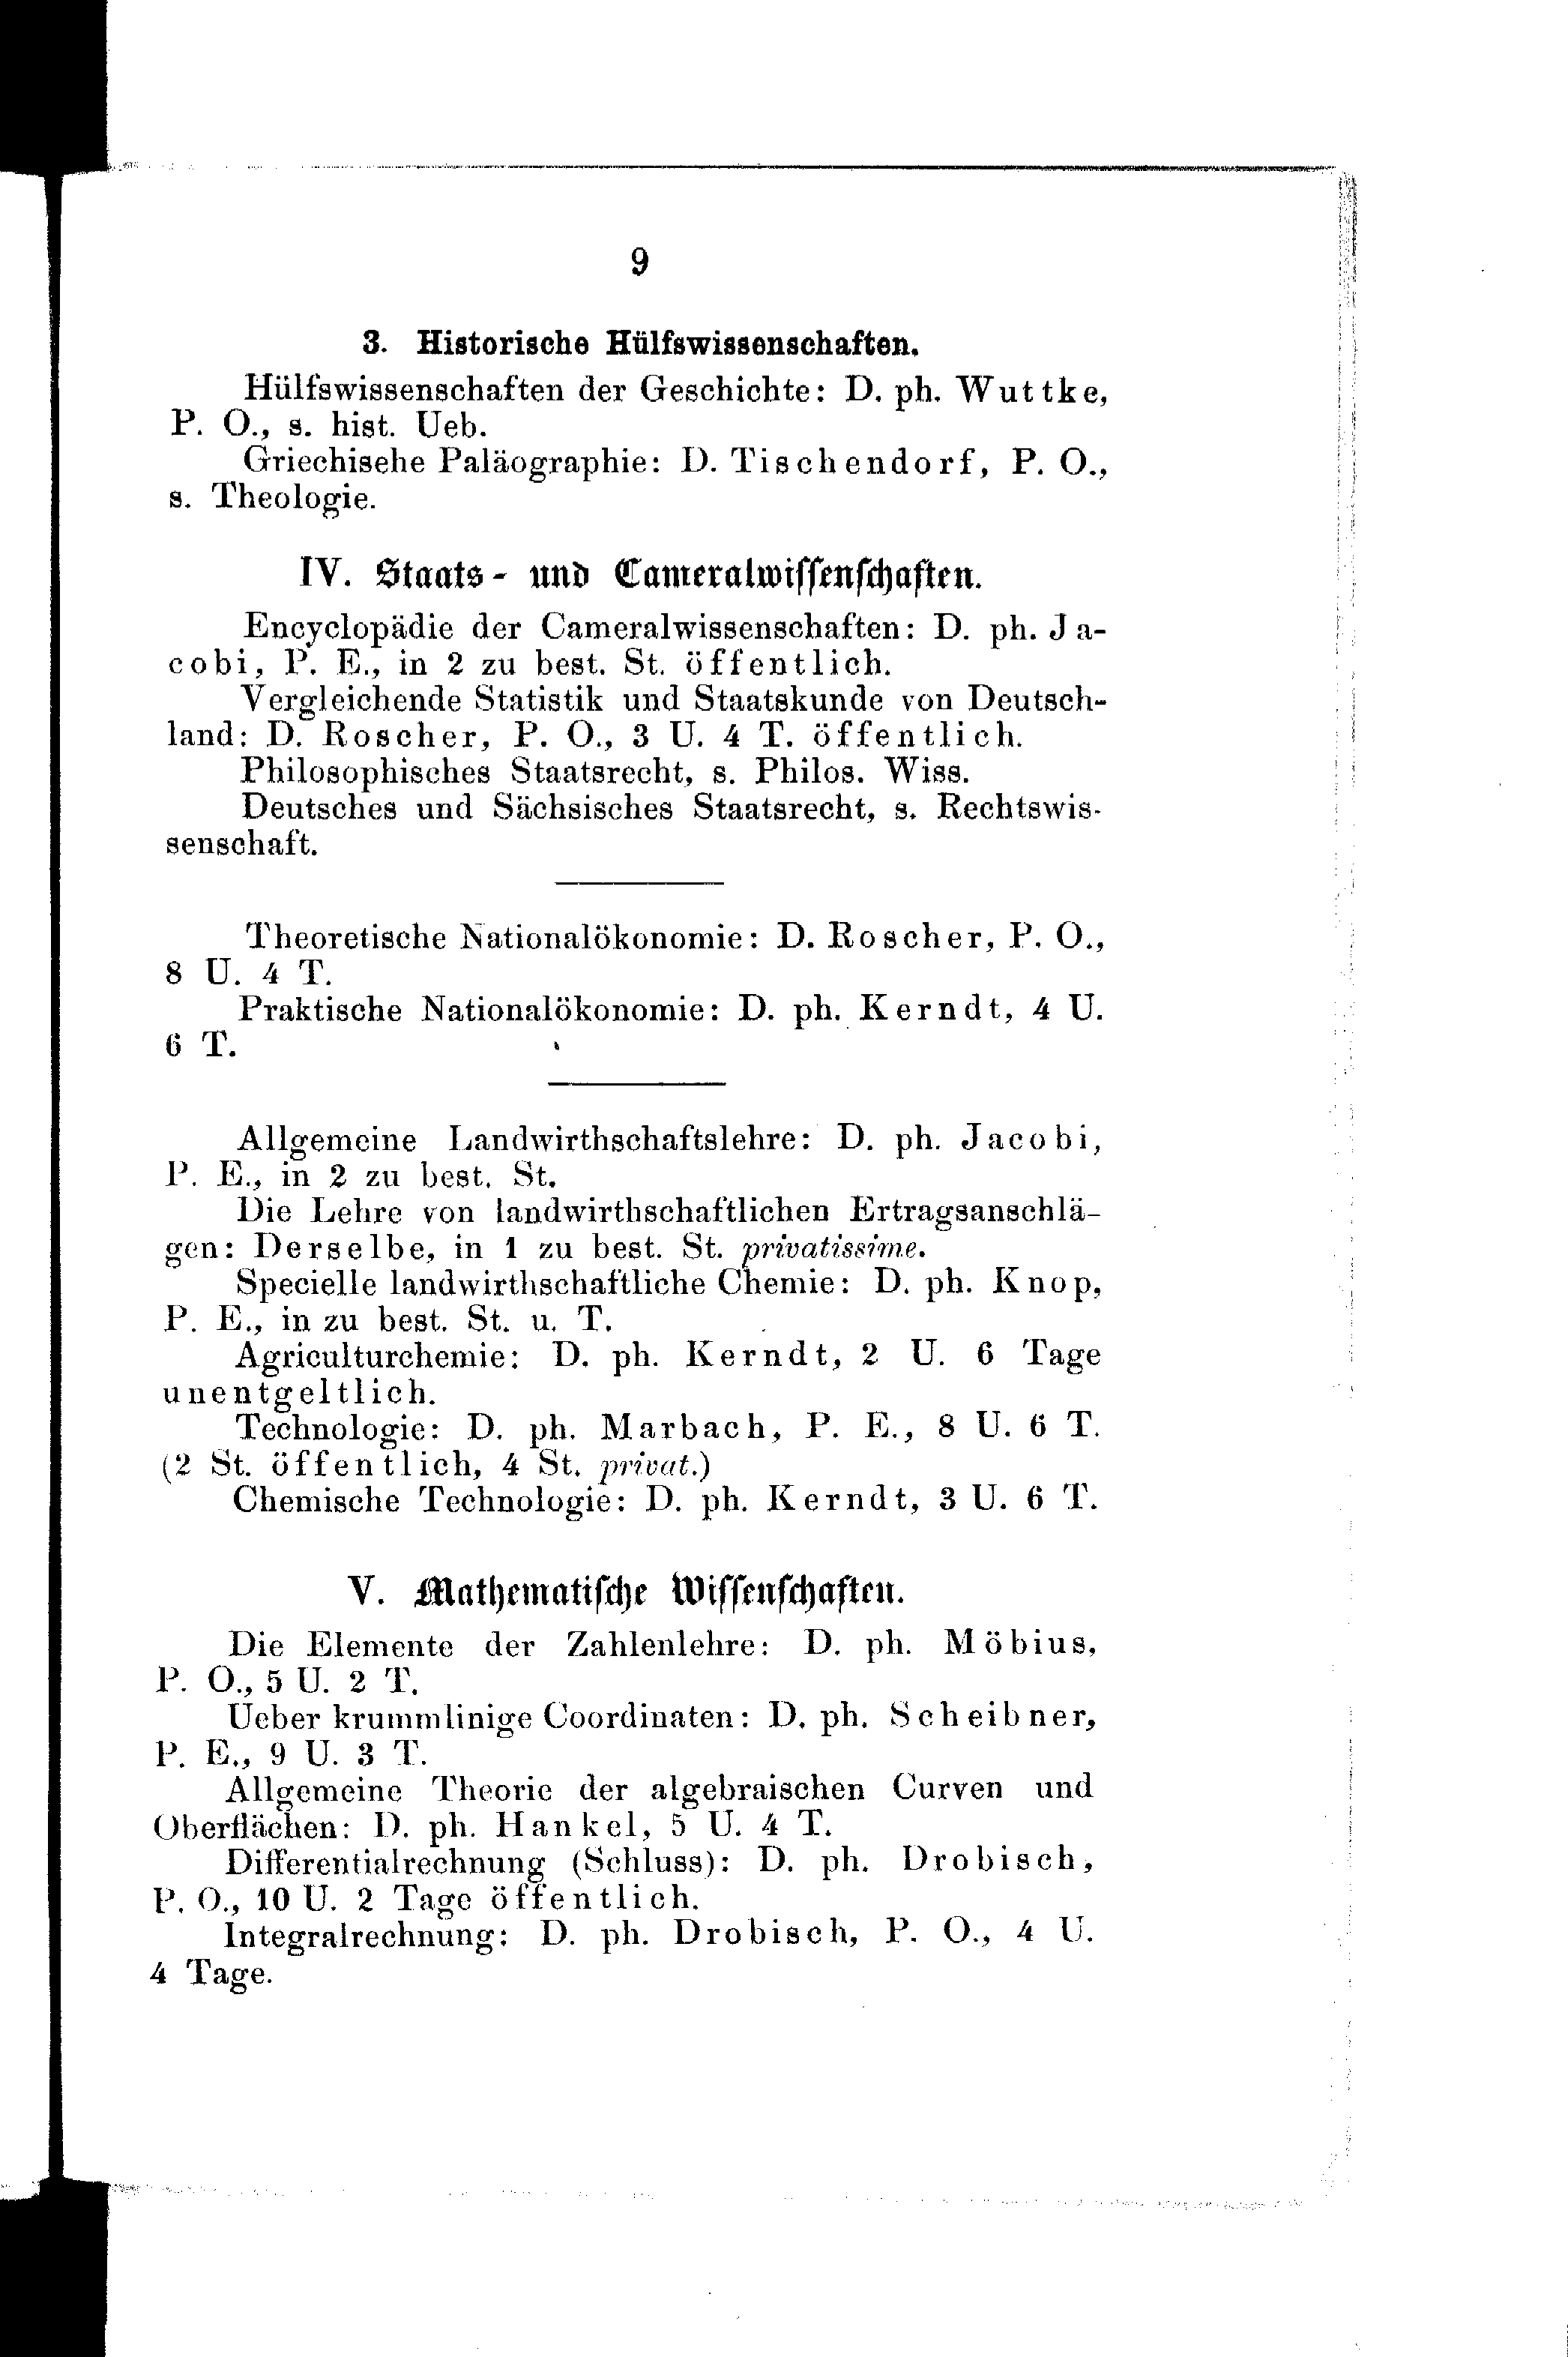 9
3. Historische Hülfswissenschaften.
Hülfswissenschaften der Geschichte: D. ph. Wuttke,
P. O., s. hist. Ueb.
Griechisehe Paläographie: D. Tischendorf, P. O.,
s. Theologie.
IV. Staats- und Cameralwissenschaften.
Encyclopädie der Cameralwissenschaften: D. ph. Ja-
cobi, P. E., in 2 zu best. St. öffentlich.
Vergleichende Statistik und Staatskunde von Deutsch-
land: D. Roscher, P. O., 3 U. 4 T. öffentlich.
Philosophisches Staatsrecht, s. Philos. Wiss.
Deutsches und Sächsisches Staatsrecht, s. Rechtswis-
senschaft.
Theoretische Nationalökonomie: D. Roscher, P. O.,
8 U. 4 T.
Praktische Nationalökonomie: D. ph. Kerndt, 4 U.
6 T.
Allgemeine Landwirthschaftslehre: D. ph. Jacobi,
P. E., in 2 zu best. St.
Die Lehre von landwirthschaftlichen Ertragsanschlä-
gen: Derselbe, in 1 zu best. St. privatissime.
Specielle landwirthschaftliche Chemie: D. ph. Knop,
P. E., in zu best. St. u. T.
Agriculturchemie: D. ph. Kerndt, 2 U. 6 Tage
unentgeltlich.
Technologie: D. ph. Marbach, P. E., 8 U. 6 T.
(2 St. öffentlich, 4 St. privat.)
Chemische Technologie: D. ph. Kerndt, 3 U. 6 T.
V. Mathematische Wissenschaften.
Die Elemente der Zahlenlehre: D. ph. Möbius,
P. O., 5 U. 2 T.
Ueber krummlinige Coordinaten: D. ph. Scheibner,
P. E., 9 U. 3 T.
Allgemeine Theorie der algebraischen Curven und
Oberflächen: D. ph. Hankel, 5 U. 4 T.
Differentialrechnung (Schluss): D. ph. Drobisch,
P. O., 10 U. 2 Tage öffentlich.
Integralrechnung: D. ph. Drobisch, P. O., 4 U.
4 Tage.